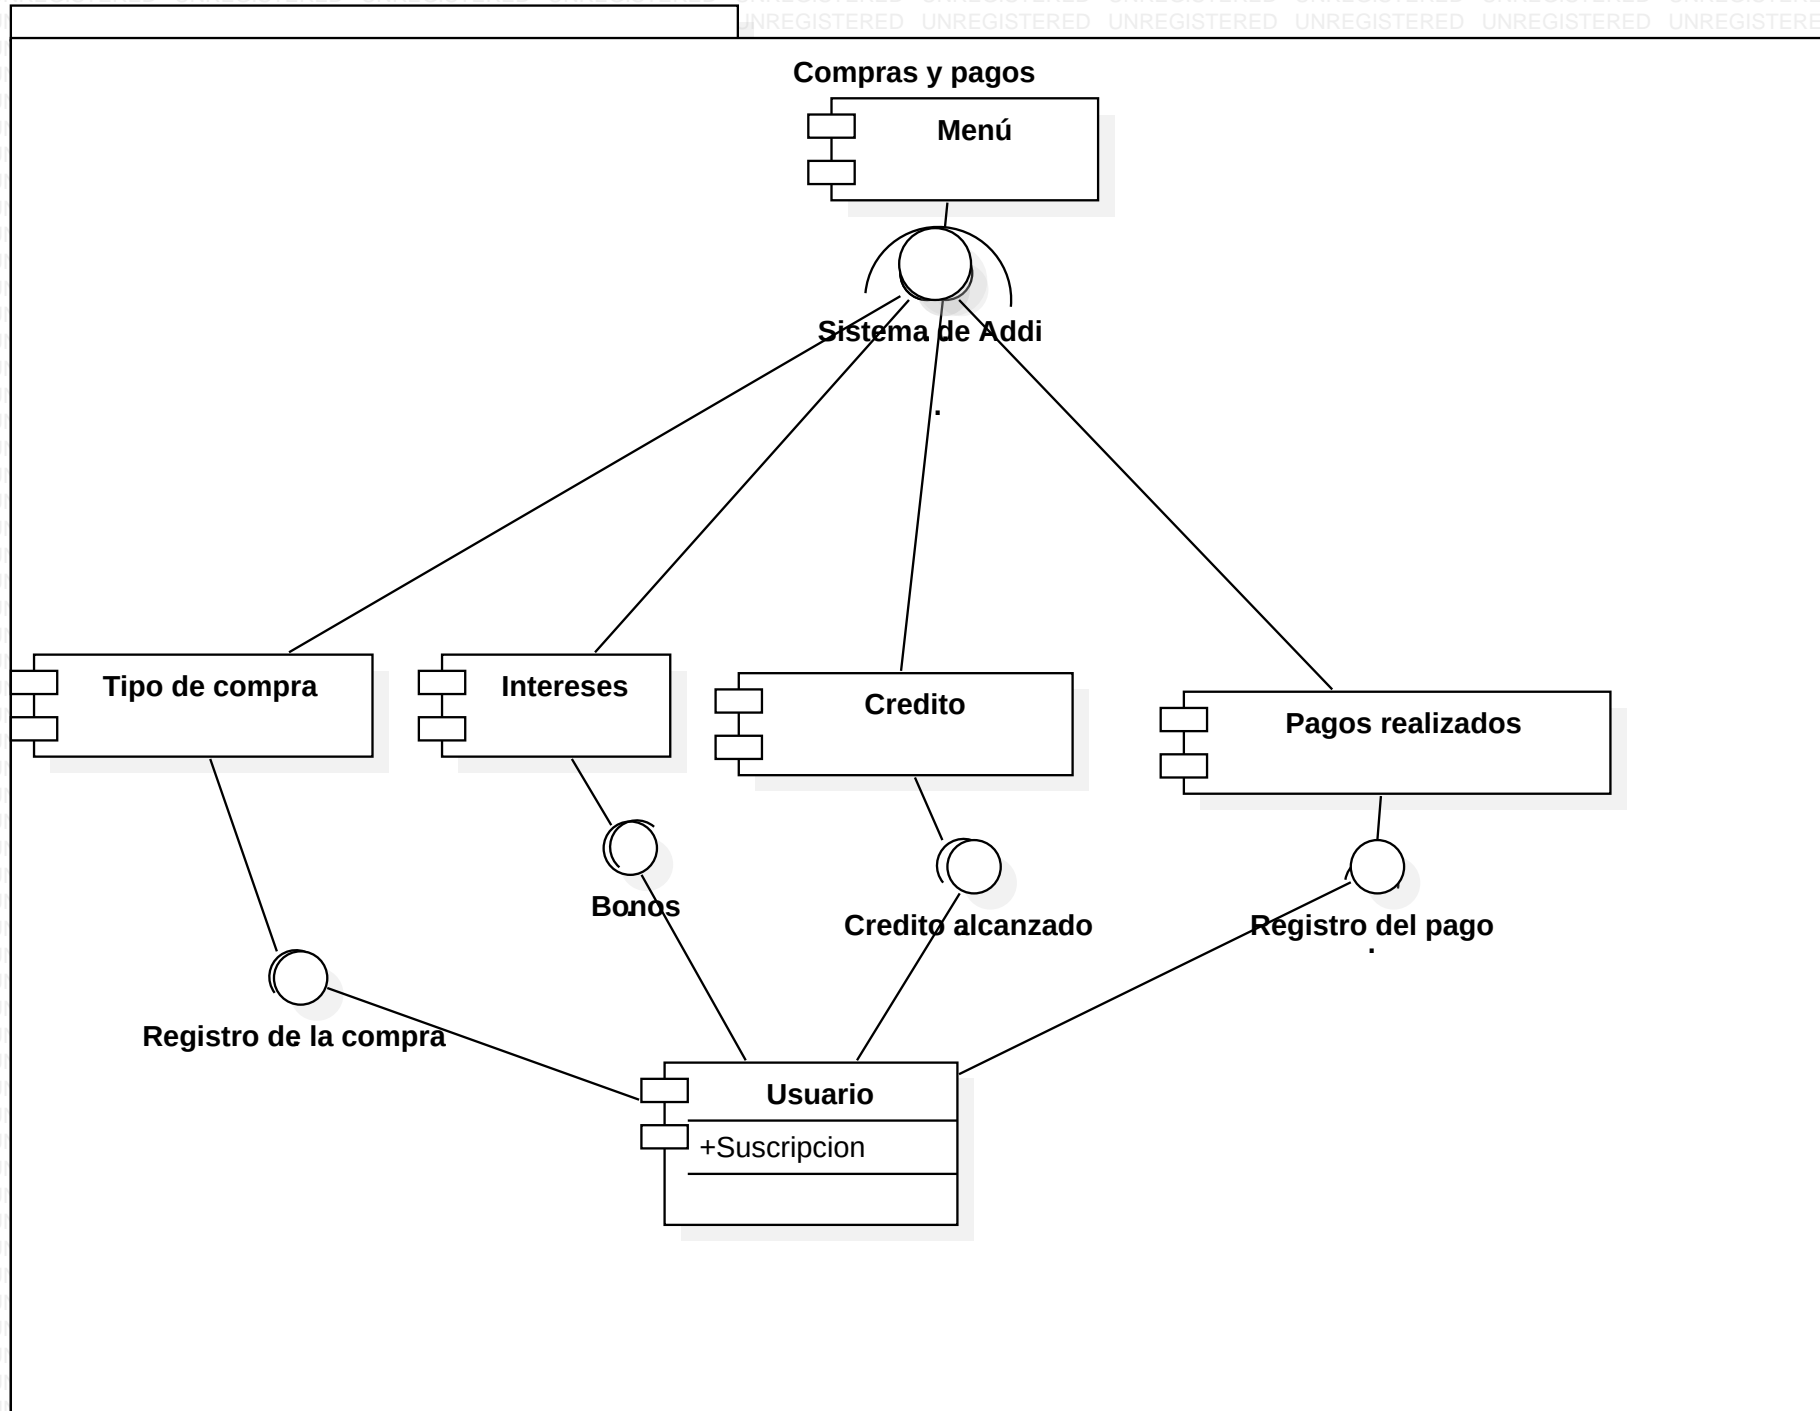 UNREGISTERED UNREGISTERED UNREGISTERED UNREGISTERED UNREGISTERED
Compras y pagos
Menú
Sistema de Addi
.
Tipo de compra
Intereses
Credito
Pagos realizados
Bonos
Credito alcanzado
Registro del pago
.
Registro de la compra
Usuario
+Suscripcion